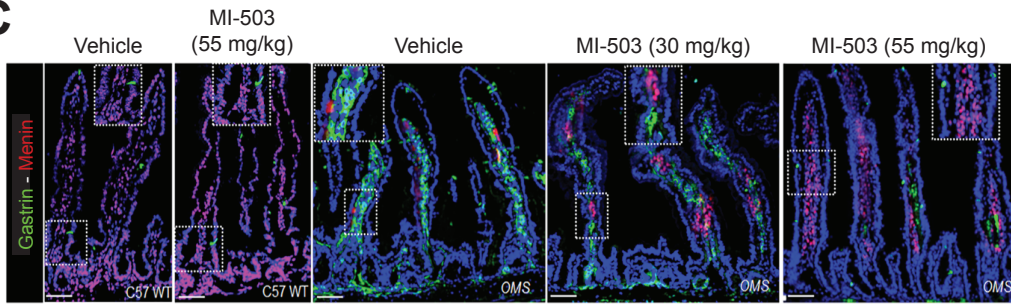 C
Vehicle
MI-503
(55 mg/kg)
Vehicle
MI-503 (30 mg/kg)
MI-503 (55 mg/kg)
Gastrin - Menin
C57 WT
C57 WT
OMS
OMS
OMS